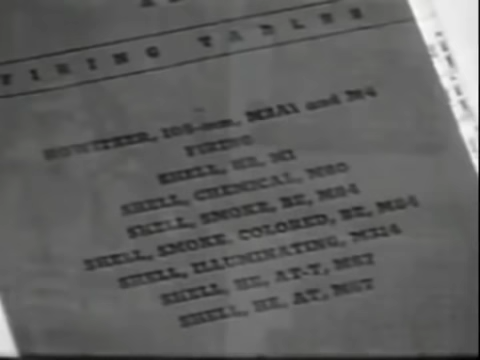 FIRING TABLES
HOWITZER, 105-mm, M2A1 and M4
FIRING
SHELL, HE, M1
SHELL, CHEMICAL, M60
SHELL, SMOKE, BE, M84
SHELL, SMOKE, COLORED, BE, M84
SHELL, ILLUMINATING, M314
SHELL, HE, AT-T, M67
SHELL, HE, AT, M67